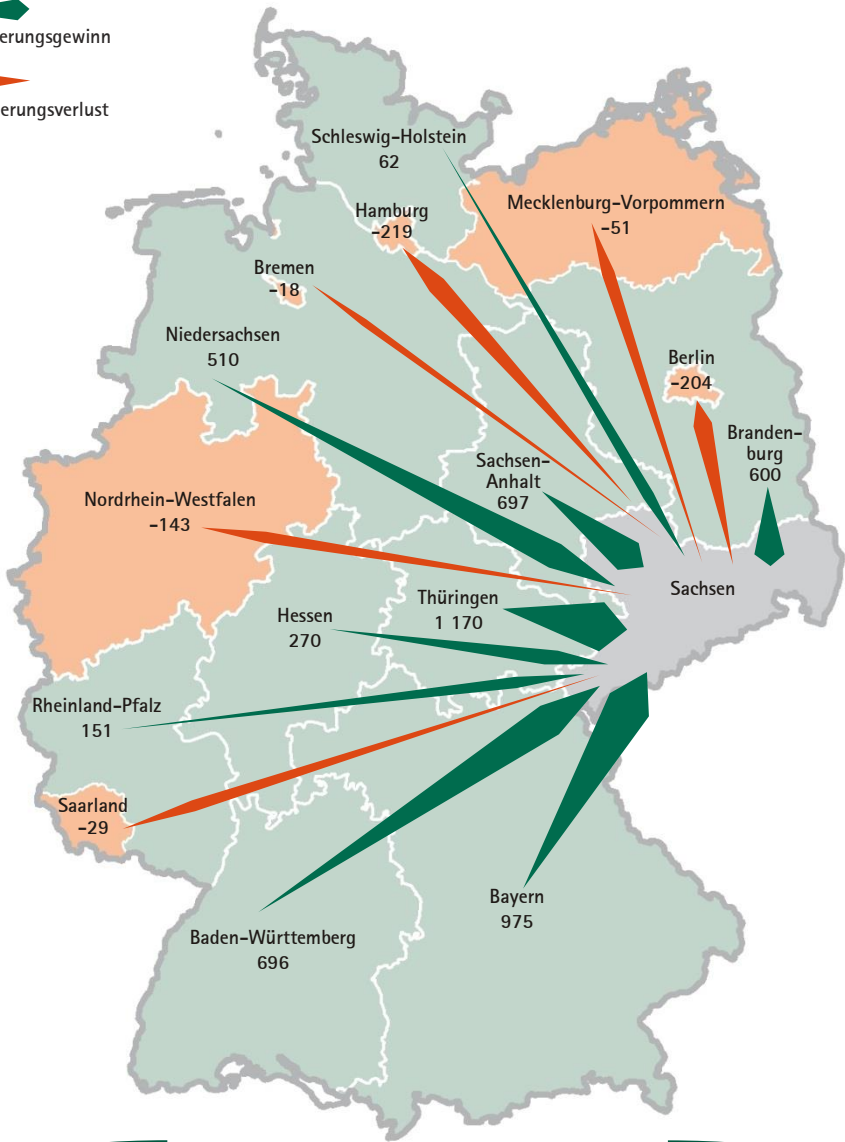 erungsgewinn
erungsverlust
Schleswig-Holstein
62
Mecklenburg-Vorpommern
-51
Hamburg
-219
Bremen
-18
Niedersachsen
510
Berlin
-204
Branden-
burg
600
Sachsen-
Anhalt
697
Nordrhein-Westfalen
-143
Sachsen
Thüringen
1 170
Hessen
270
Rheinland-Pfalz
151
Saarland
-29
Bayern
975
Baden-Württemberg
696